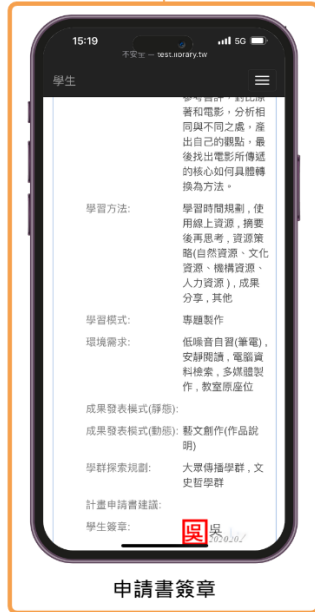 15:19
5G
不安全 — test.library.tw
學生
參考書評，對比原
著和電影，分析相
同與不同之處，產
出自己的觀點，最
後找出電影所傳遞
的核心如何具體轉
換為方法。
學習方法:
學習時間規劃 , 使
用線上資源 , 摘要
後再思考 , 資源策
略(自然資源、文化
資源、機構資源、
人力資源 ) , 成果
分享 , 其他
學習模式:
專題製作
環境需求:
低噪音自習(筆電) ,
安靜閱讀 , 電腦資
料檢索 , 多媒體製
作 , 教室原座位
成果發表模式(靜態):
成果發表模式(動態):
藝文創作(作品說
明)
學群探索規劃:
大眾傳播學群 , 文
史哲學群
計畫申請書建議:
學生簽章:
吳 吳
申請書簽章